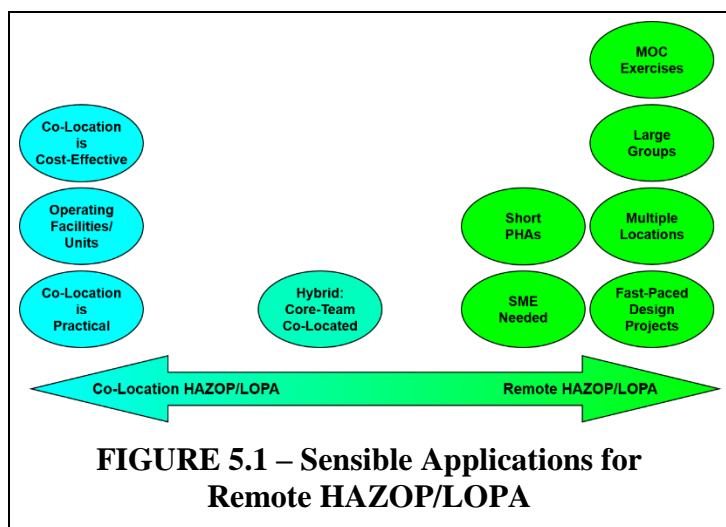 MOC
Exercises
Co-Location
is
Cost-Effective
Large
Groups
Operating
Facilities/
Units
Short
PHAs
Multiple
Locations
Co-Location
is
Practical
Hybrid:
Core-Team
Co-Located
SME
Needed
Fast-Paced
Design
Projects
Co-Location HAZOP/LOPA
Remote HAZOP/LOPA
FIGURE 5.1 – Sensible Applications for
Remote HAZOP/LOPA